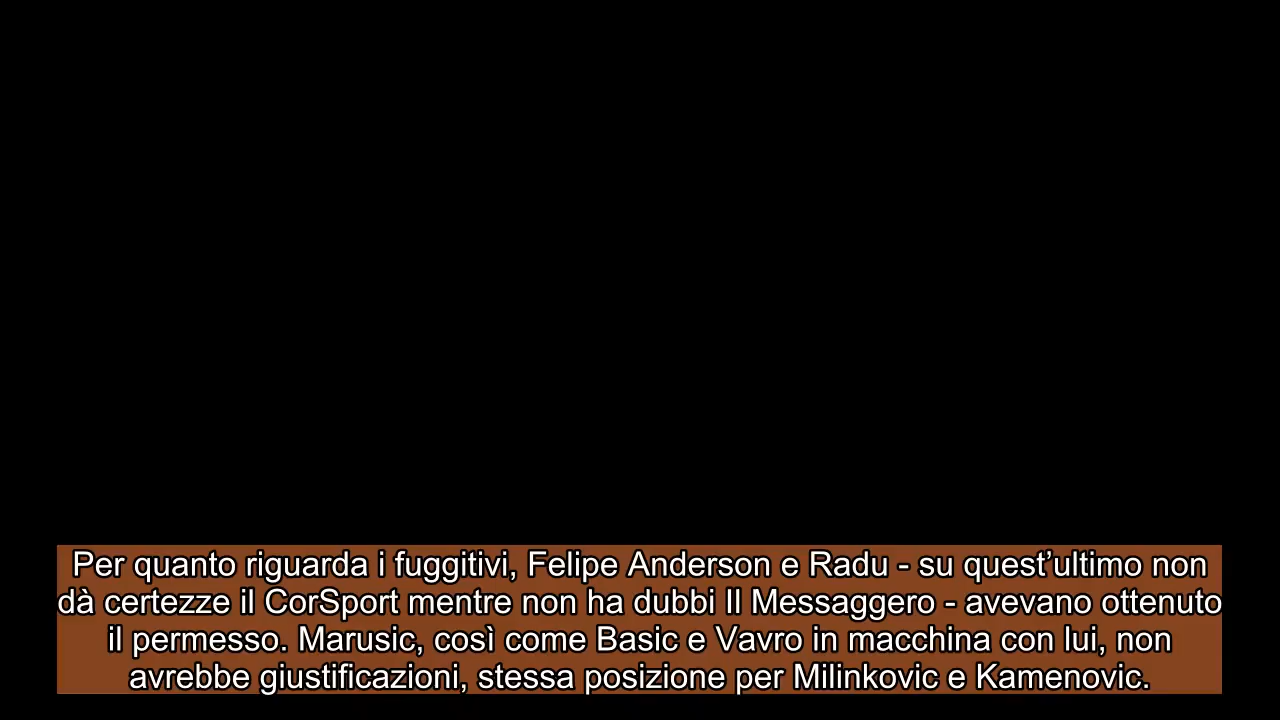 Per quanto riguarda i fuggitivi, Felipe Anderson e Radu - su quest’ultimo non
dà certezze il CorSport mentre non ha dubbi Il Messaggero - avevano ottenuto
il permesso. Marusic, così come Basic e Vavro in macchina con lui, non
avrebbe giustificazioni, stessa posizione per Milinkovic e Kamenovic.